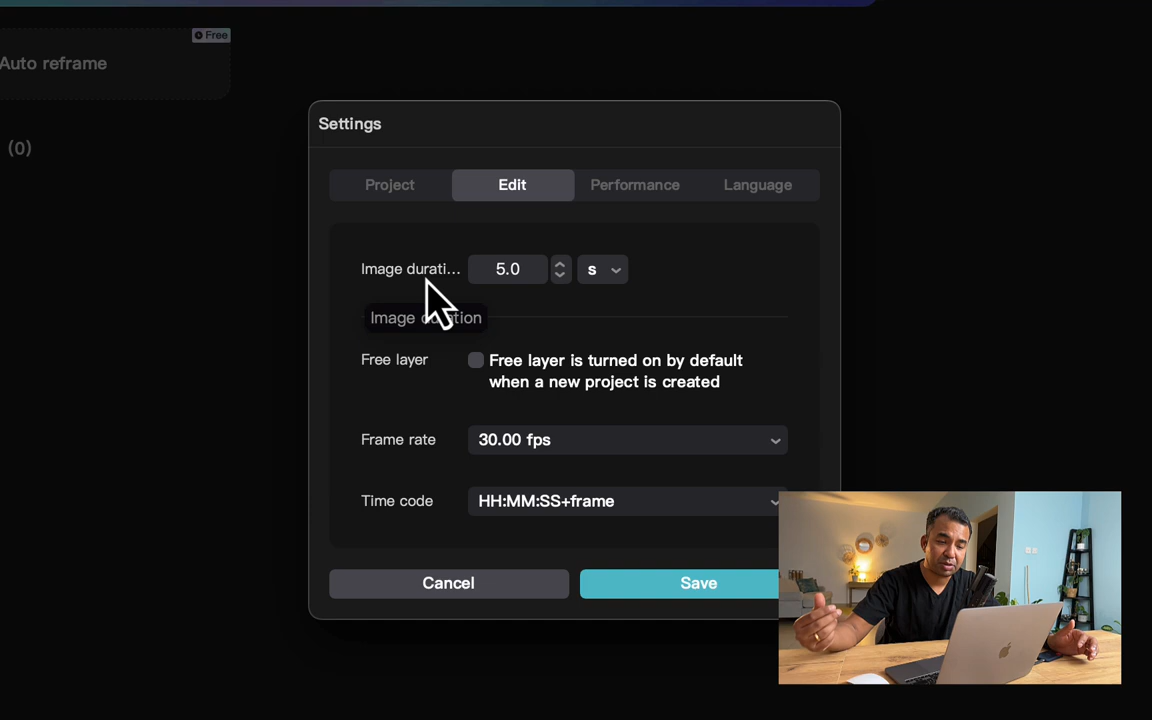 Free
Auto reframe
(0)
Settings
Project Edit Performance Language
Image durati... 5.0 s
Image duration
Free layer Free layer is turned on by default
when a new project is created
Frame rate 30.00 fps
Time code HH:MM:SS+frame
Cancel Save